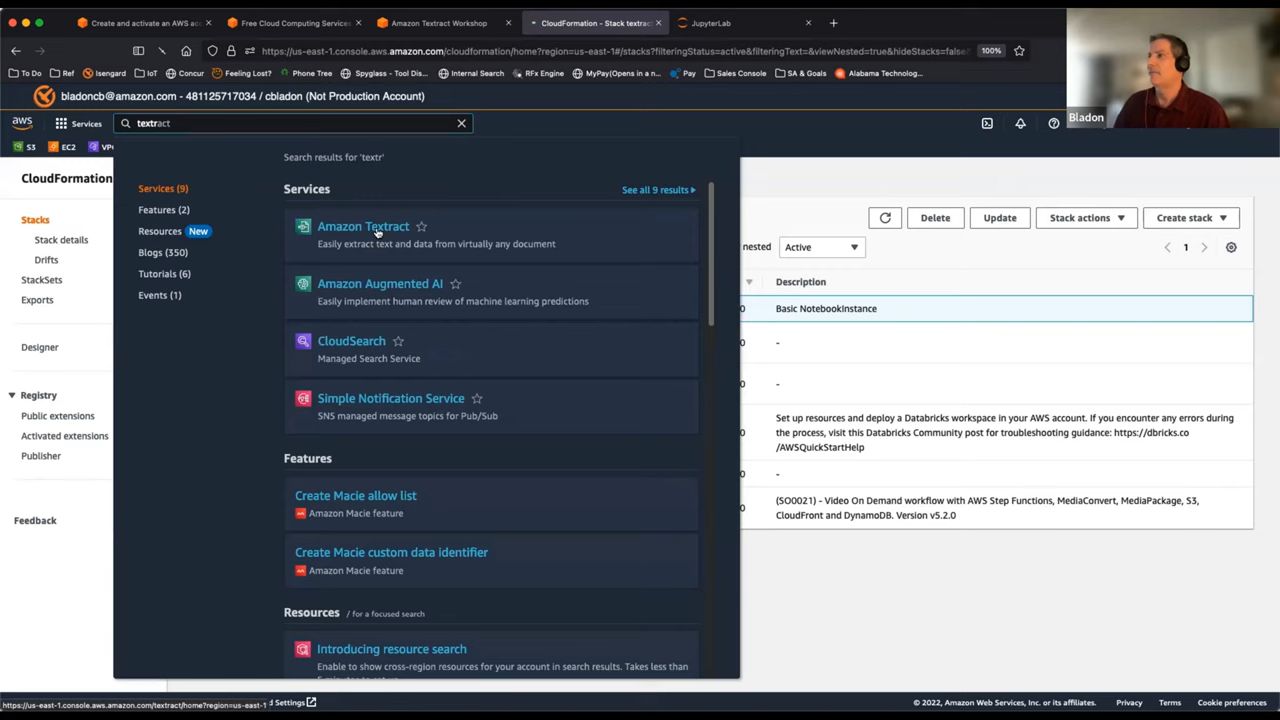 Create and activate an AWS acc
Free Cloud Computing Services
Amazon Textract Workshop
CloudFormation - Stack textract
JupyterLab
https://us-east-1.console.aws.amazon.com/cloudformation/home?region=us-east-1#/stacks?filteringStatus=active&filteringText=&viewNested=true&hideStacks=false
100%
To Do
Ref
Isengard
IoT
Concur
Feeling Lost?
Phone Tree
Spyglass - Tool Dis...
Internal Search
RFx Engine
MyPay(Opens in a n...
Pay
Sales Console
SA & Goals
Alabama Technolog...
bladoncb@amazon.com - 481125717034 / cbladon (Not Production Account)
Bladon
aws
Services
textract
S3
EC2
VP
Search results for 'textr'
CloudFormation
Stacks
Stack details
Drifts
StackSets
Exports
Designer
Registry
Public extensions
Activated extensions
Publisher
Feedback
Services (9)
Features (2)
Resources New
Blogs (350)
Tutorials (6)
Events (1)
Services
See all 9 results
Amazon Textract
Easily extract text and data from virtually any document
Amazon Augmented AI
Easily implement human review of machine learning predictions
CloudSearch
Managed Search Service
Simple Notification Service
SNS managed message topics for Pub/Sub
Features
Create Macie allow list
Amazon Macie feature
Create Macie custom data identifier
Amazon Macie feature
Resources / for a focused search
Introducing resource search
Enable to show cross-region resources for your account in search results. Takes less than
Delete
Update
Stack actions
Create stack
nested
Active
1
Description
0
Basic NotebookInstance
0
-
0
-
0
Set up resources and deploy a Databricks workspace in your AWS account. If you encounter any errors during
the process, visit this Databricks Community post for troubleshooting guidance: https://dbricks.co
/AWSQuickStartHelp
0
-
0
(SO0021) - Video On Demand workflow with AWS Step Functions, MediaConvert, MediaPackage, S3,
CloudFront and DynamoDB. Version v5.2.0
https://us-east-1.console.aws.amazon.com/textract/home?region=us-east-1
Settings
© 2022, Amazon Web Services, Inc. or its affiliates.
Privacy
Terms
Cookie preferences